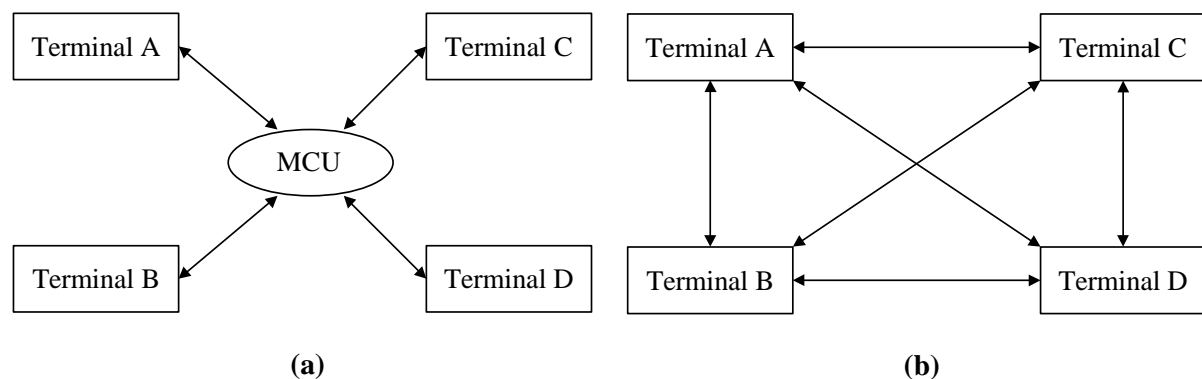 Terminal A
Terminal C
MCU
Terminal B
Terminal D
(a)
Terminal A
Terminal C
Terminal B
Terminal D
(b)